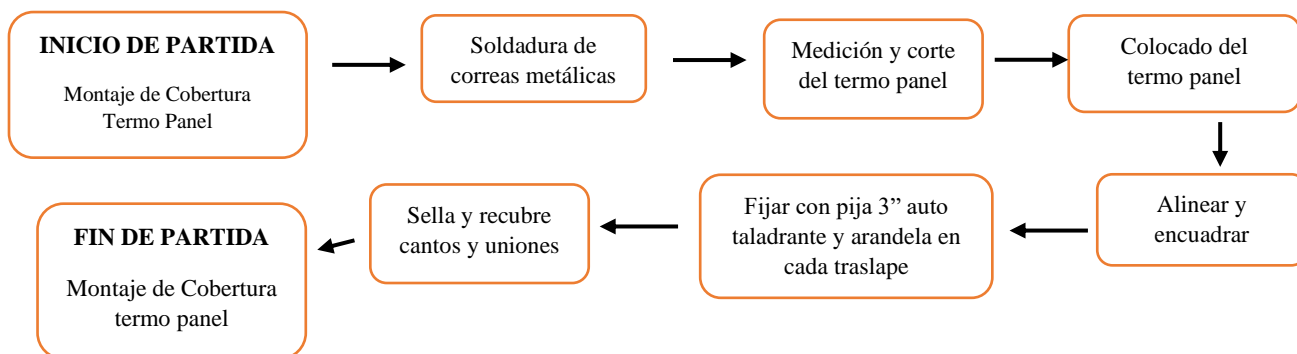 INICIO DE PARTIDA
Montaje de Cobertura
Termo Panel
Soldadura de
correas metálicas
Medición y corte
del termo panel
Colocado del
termo panel
Alinear y
encuadrar
Fijar con pija 3” auto
taladrante y arandela en
cada traslape
Sella y recubre
cantos y uniones
FIN DE PARTIDA
Montaje de Cobertura
termo panel